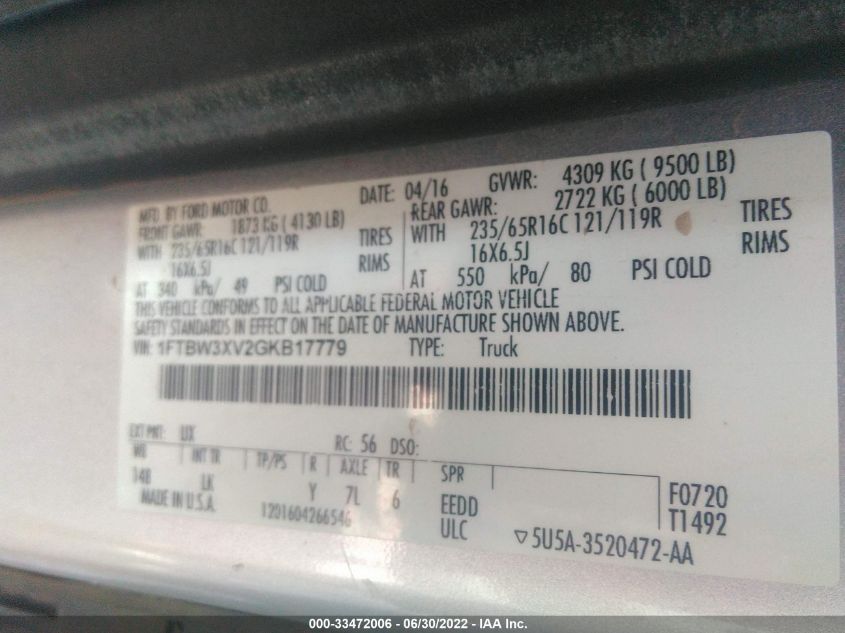 MFD. BY FORD MOTOR CO. DATE: 04/16 GVWR: 4309 KG ( 9500 LB)
FRONT GAWR: 1873 KG ( 4130 LB) REAR GAWR: 2722 KG ( 6000 LB)
WITH 235/65R16C 121/119R TIRES WITH 235/65R16C 121/119R TIRES
16X6.5J RIMS 16X6.5J RIMS
AT 340 kPa/ 49 PSI COLD AT 550 kPa/ 80 PSI COLD
THIS VEHICLE CONFORMS TO ALL APPLICABLE FEDERAL MOTOR VEHICLE
SAFETY STANDARDS IN EFFECT ON THE DATE OF MANUFACTURE SHOWN ABOVE.
VIN: 1FTBW3XV2GKB17779 TYPE: Truck
EXT PNT: UX RC: 56 DSO:
WB INT TR TP/PS R AXLE TR SPR
148 LK Y 7L 6 EEDD F0720
MADE IN U.S.A. 12016042665 ULC T1492
▽5U5A-3520472-AA
000-33472006 - 06/30/2022 - IAA Inc.